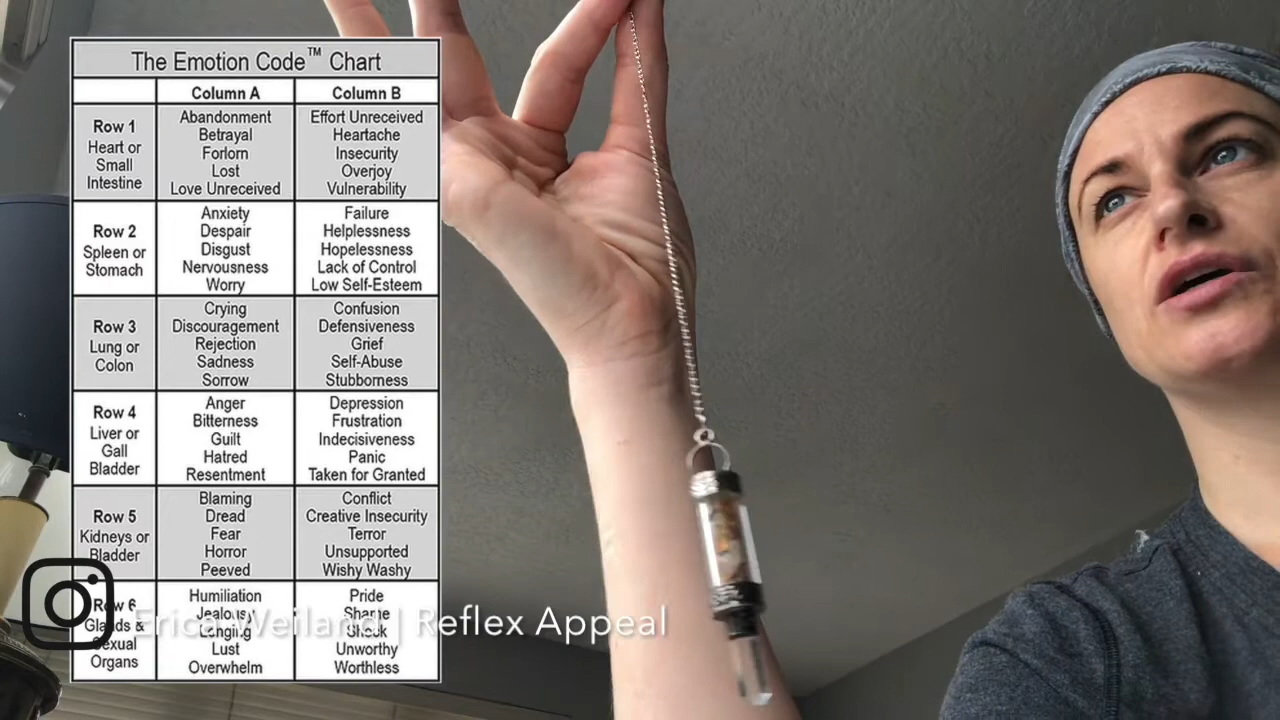 The Emotion Code™ Chart
Column A Column B
Row 1
Heart or
Small
Intestine
Abandonment
Betrayal
Forlorn
Lost
Love Unreceived
Effort Unreceived
Heartache
Insecurity
Overjoy
Vulnerability
Row 2
Spleen or
Stomach
Anxiety
Despair
Disgust
Nervousness
Worry
Failure
Helplessness
Hopelessness
Lack of Control
Low Self-Esteem
Row 3
Lung or
Colon
Crying
Discouragement
Rejection
Sadness
Sorrow
Confusion
Defensiveness
Grief
Self-Abuse
Stubborness
Row 4
Liver or
Gall
Bladder
Anger
Bitterness
Guilt
Hatred
Resentment
Depression
Frustration
Indecisiveness
Panic
Taken for Granted
Row 5
Kidneys or
Bladder
Blaming
Dread
Fear
Horror
Peeved
Conflict
Creative Insecurity
Terror
Unsupported
Wishy Washy
Row 6
Glands &
Sexual
Organs
Humiliation
Jealousy
Longing
Lust
Overwhelm
Pride
Shame
Shock
Unworthy
Worthless
Erica Weiland | Reflex Appeal